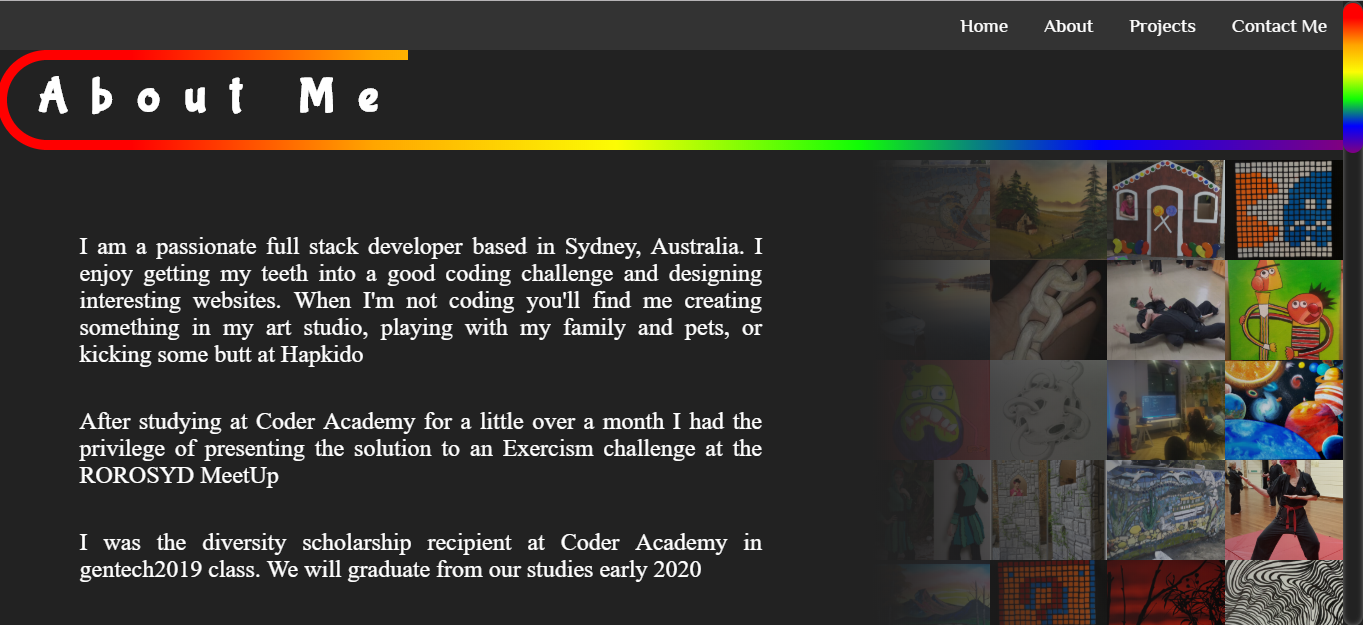 Home About Projects Contact Me
About Me
I am a passionate full stack developer based in Sydney, Australia. I
enjoy getting my teeth into a good coding challenge and designing
interesting websites. When I'm not coding you'll find me creating
something in my art studio, playing with my family and pets, or
kicking some butt at Hapkido
After studying at Coder Academy for a little over a month I had the
privilege of presenting the solution to an Exercism challenge at the
ROROSYD MeetUp
I was the diversity scholarship recipient at Coder Academy in
gentech2019 class. We will graduate from our studies early 2020